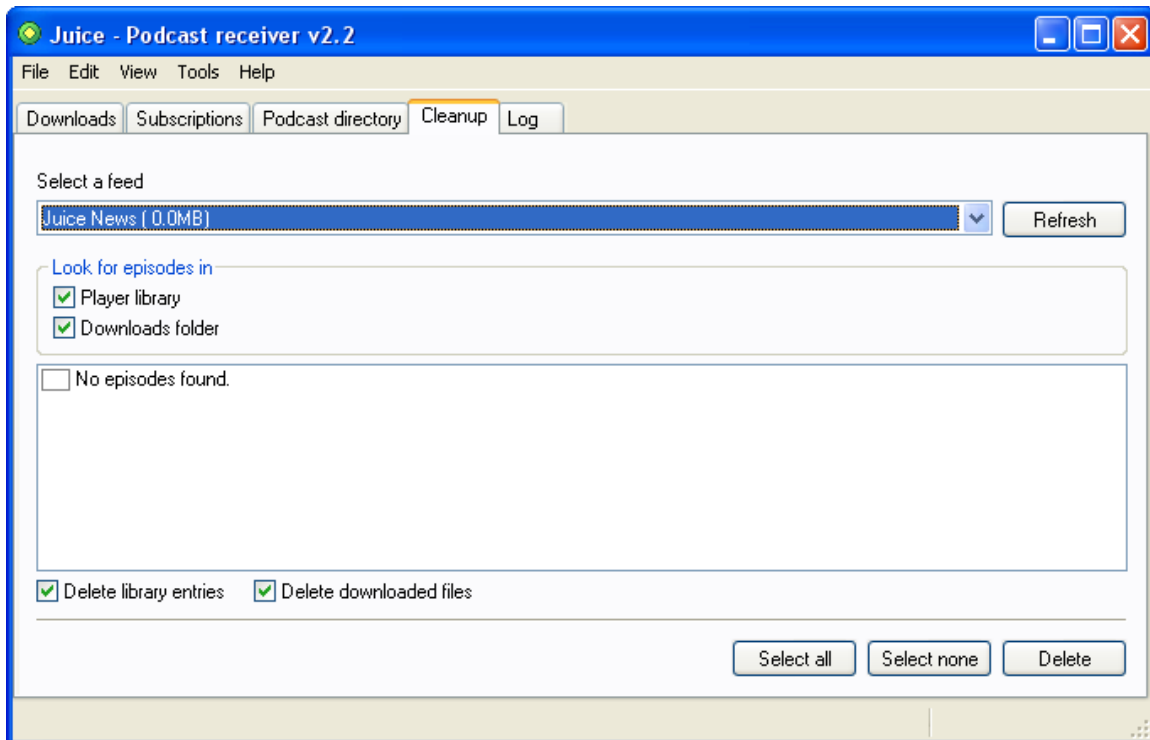 Juice - Podcast receiver v2.2
File Edit View Tools Help
Downloads Subscriptions Podcast directory Cleanup Log
Select a feed
Juice News ( 0.0MB)
Refresh
Look for episodes in
Player library
Downloads folder
No episodes found.
Delete library entries Delete downloaded files
Select all Select none Delete